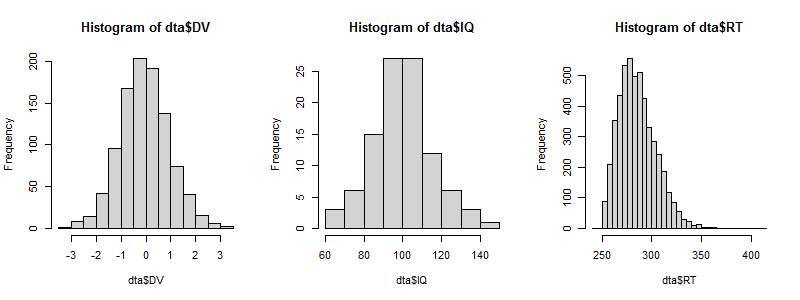 Histogram of dta$DV
Frequency
0
50
100
150
200
-3 -2 -1 0 1 2 3
dta$DV
Histogram of dta$IQ
Frequency
0
5
10
15
20
25
60 80 100 120 140
dta$IQ
Histogram of dta$RT
Frequency
0
100
200
300
400
500
250 300 350 400
dta$RT